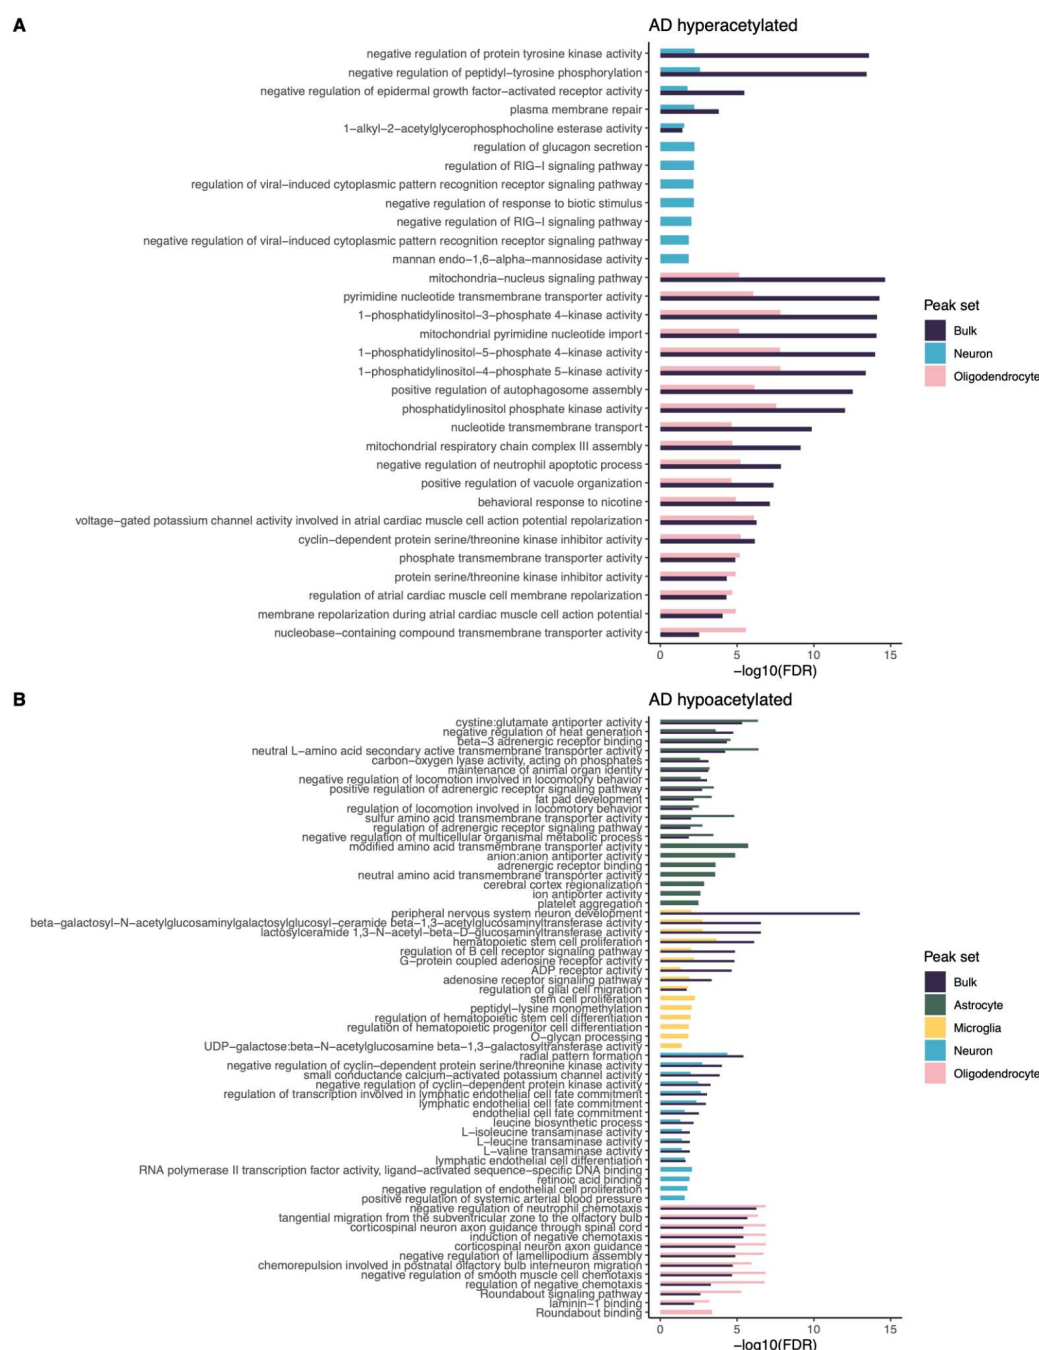 A
AD hyperacetylated
negative regulation of protein tyrosine kinase activity
negative regulation of peptidyl−tyrosine phosphorylation
negative regulation of epidermal growth factor−activated receptor activity
plasma membrane repair
1−alkyl−2−acetylglycerophosphocholine esterase activity
regulation of glucagon secretion
regulation of RIG−I signaling pathway
regulation of viral−induced cytoplasmic pattern recognition receptor signaling pathway
negative regulation of response to biotic stimulus
negative regulation of RIG−I signaling pathway
negative regulation of viral−induced cytoplasmic pattern recognition receptor signaling pathway
mannan endo−1,6−alpha−mannosidase activity
mitochondria−nucleus signaling pathway
pyrimidine nucleotide transmembrane transporter activity
1−phosphatidylinositol−3−phosphate 4−kinase activity
mitochondrial pyrimidine nucleotide import
1−phosphatidylinositol−5−phosphate 4−kinase activity
1−phosphatidylinositol−4−phosphate 5−kinase activity
positive regulation of autophagosome assembly
phosphatidylinositol phosphate kinase activity
nucleotide transmembrane transport
mitochondrial respiratory chain complex III assembly
negative regulation of neutrophil apoptotic process
positive regulation of vacuole organization
behavioral response to nicotine
voltage−gated potassium channel activity involved in atrial cardiac muscle cell action potential repolarization
cyclin−dependent protein serine/threonine kinase inhibitor activity
phosphate transmembrane transporter activity
protein serine/threonine kinase inhibitor activity
regulation of atrial cardiac muscle cell membrane repolarization
membrane repolarization during atrial cardiac muscle cell action potential
nucleobase−containing compound transmembrane transporter activity
0 5 10 15
−log10(FDR)
Peak set
Bulk
Neuron
Oligodendrocyte
B
AD hypoacetylated
cystine:glutamate antiporter activity
negative regulation of heat generation
beta−3 adrenergic receptor binding
neutral L−amino acid secondary active transmembrane transporter activity
carbon−oxygen lyase activity, acting on phosphates
maintenance of animal organ identity
negative regulation of locomotion involved in locomotory behavior
positive regulation of adrenergic receptor signaling pathway
fat pad development
regulation of locomotion involved in locomotory behavior
sulfur amino acid transmembrane transporter activity
regulation of adrenergic receptor signaling pathway
negative regulation of multicellular organismal metabolic process
modified amino acid transmembrane transporter activity
anion:anion antiporter activity
adrenergic receptor binding
neutral amino acid transmembrane transporter activity
cerebral cortex regionalization
ion antiporter activity
platelet aggregation
peripheral nervous system neuron development
beta−galactosyl−N−acetylglucosaminylgalactosylglucosyl−ceramide beta−1,3−acetylglucosaminyltransferase activity
lactosylceramide 1,3−N−acetyl−beta−D−glucosaminyltransferase activity
hematopoietic stem cell proliferation
regulation of B cell receptor signaling pathway
G−protein coupled adenosine receptor activity
ADP receptor activity
adenosine receptor signaling pathway
regulation of glial cell migration
stem cell proliferation
peptidyl−lysine monomethylation
regulation of hematopoietic stem cell differentiation
regulation of hematopoietic progenitor cell differentiation
O−glycan processing
UDP−galactose:beta−N−acetylglucosamine beta−1,3−galactosyltransferase activity
radial pattern formation
negative regulation of cyclin−dependent protein serine/threonine kinase activity
small conductance calcium−activated potassium channel activity
negative regulation of cyclin−dependent protein kinase activity
regulation of transcription involved in lymphatic endothelial cell fate commitment
lymphatic endothelial cell fate commitment
endothelial cell fate commitment
leucine biosynthetic process
L−isoleucine transaminase activity
L−leucine transaminase activity
L−valine transaminase activity
lymphatic endothelial cell differentiation
RNA polymerase II transcription factor activity, ligand−activated sequence−specific DNA binding
retinoic acid binding
negative regulation of endothelial cell proliferation
positive regulation of systemic arterial blood pressure
negative regulation of neutrophil chemotaxis
tangential migration from the subventricular zone to the olfactory bulb
corticospinal neuron axon guidance through spinal cord
induction of negative chemotaxis
corticospinal neuron axon guidance
negative regulation of lamellipodium assembly
chemorepulsion involved in postnatal olfactory bulb interneuron migration
negative regulation of smooth muscle cell chemotaxis
regulation of negative chemotaxis
Roundabout signaling pathway
laminin−1 binding
Roundabout binding
0 5 10 15
−log10(FDR)
Peak set
Bulk
Astrocyte
Microglia
Neuron
Oligodendrocyte